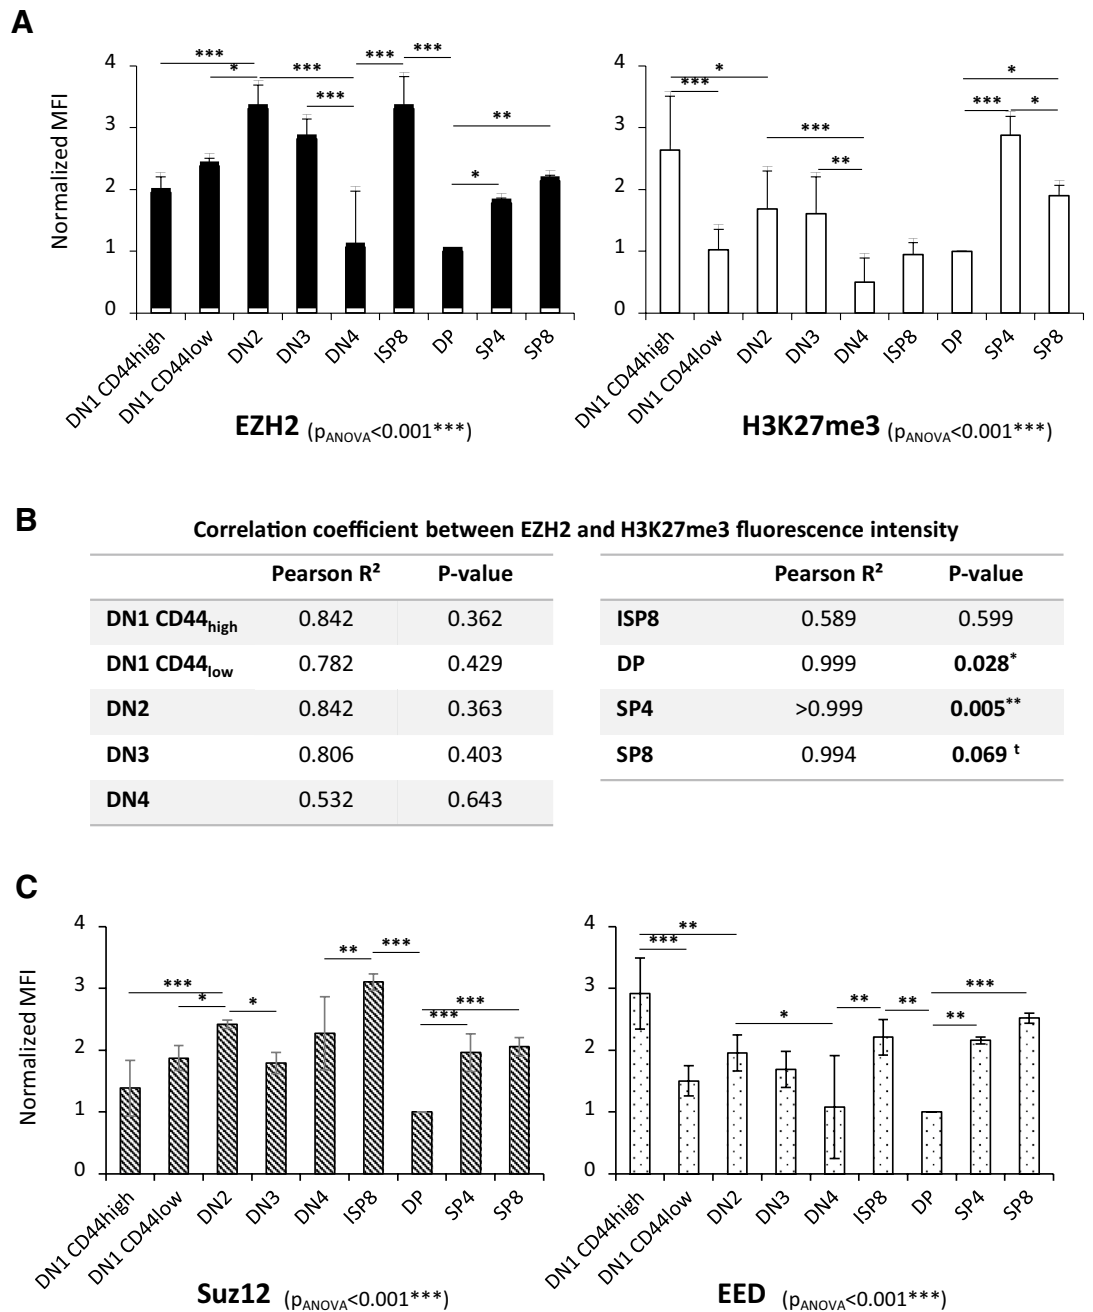 A
Normalized MFI
4
3
2
1
0
*** * *** *** *** *** ** *
DN1 CD44high
DN1 CD44low
DN2
DN3
DN4
ISP8
DP
SP4
SP8
EZH2 (pANOVA<0.001***)
4
3
2
1
0
*** * *** ** *** * *
DN1 CD44high
DN1 CD44low
DN2
DN3
DN4
ISP8
DP
SP4
SP8
H3K27me3 (pANOVA<0.001***)
B
Correlation coefficient between EZH2 and H3K27me3 fluorescence intensity
Pearson R² P-value
DN1 CD44high 0.842 0.362
DN1 CD44low 0.782 0.429
DN2 0.842 0.363
DN3 0.806 0.403
DN4 0.532 0.643
Pearson R² P-value
ISP8 0.589 0.599
DP 0.999 0.028*
SP4 >0.999 0.005**
SP8 0.994 0.069 t
C
Normalized MFI
4
3
2
1
0
*** * * ** *** *** ***
DN1 CD44high
DN1 CD44low
DN2
DN3
DN4
ISP8
DP
SP4
SP8
Suz12 (pANOVA<0.001***)
4
3
2
1
0
** *** * ** ** ** ***
DN1 CD44high
DN1 CD44low
DN2
DN3
DN4
ISP8
DP
SP4
SP8
EED (pANOVA<0.001***)